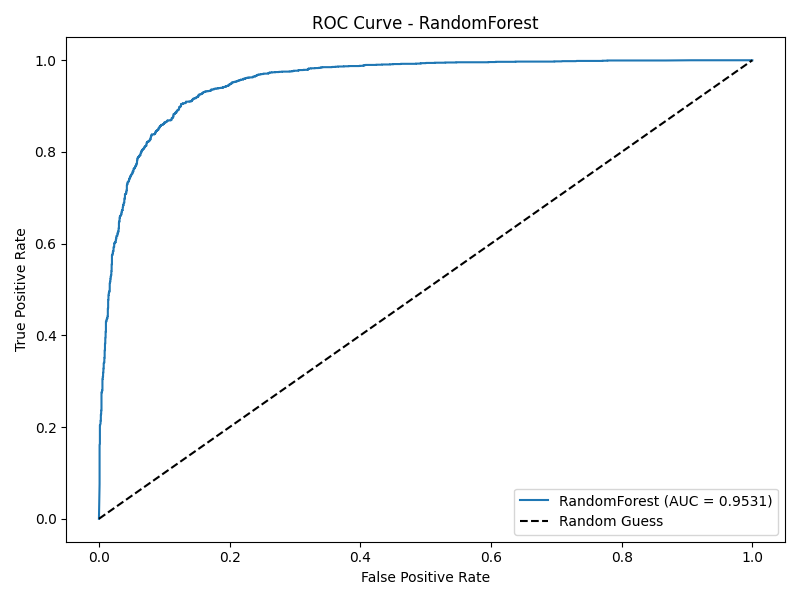 ROC Curve - RandomForest
True Positive Rate
1.0
0.8
0.6
0.4
0.2
0.0
RandomForest (AUC = 0.9531)
Random Guess
0.0 0.2 0.4 0.6 0.8 1.0
False Positive Rate